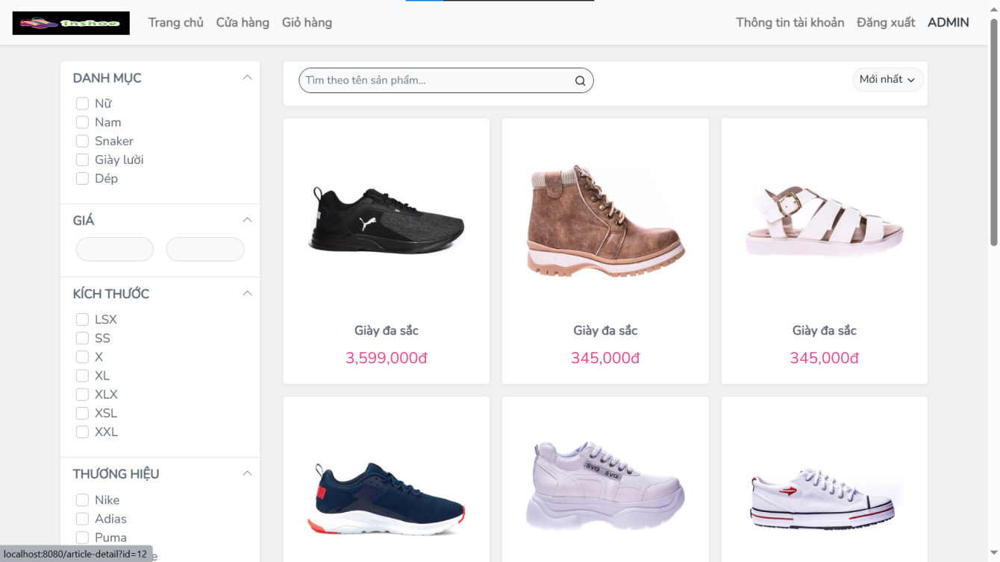 inshoe Trang chủ Cửa hàng Giỏ hàng Thông tin tài khoản Đăng xuất ADMIN
DANH MỤC
Nữ
Nam
Snaker
Giày lười
Dép
GIÁ
KÍCH THƯỚC
LSX
SS
X
XL
XLX
XSL
XXL
THƯƠNG HIỆU
Nike
Adias
Puma
localhost:8080/article-detail?id=12
Tìm theo tên sản phẩm...
Mới nhất
Giày đa sắc
3,599,000đ
Giày đa sắc
345,000đ
Giày đa sắc
345,000đ
SVG SVG